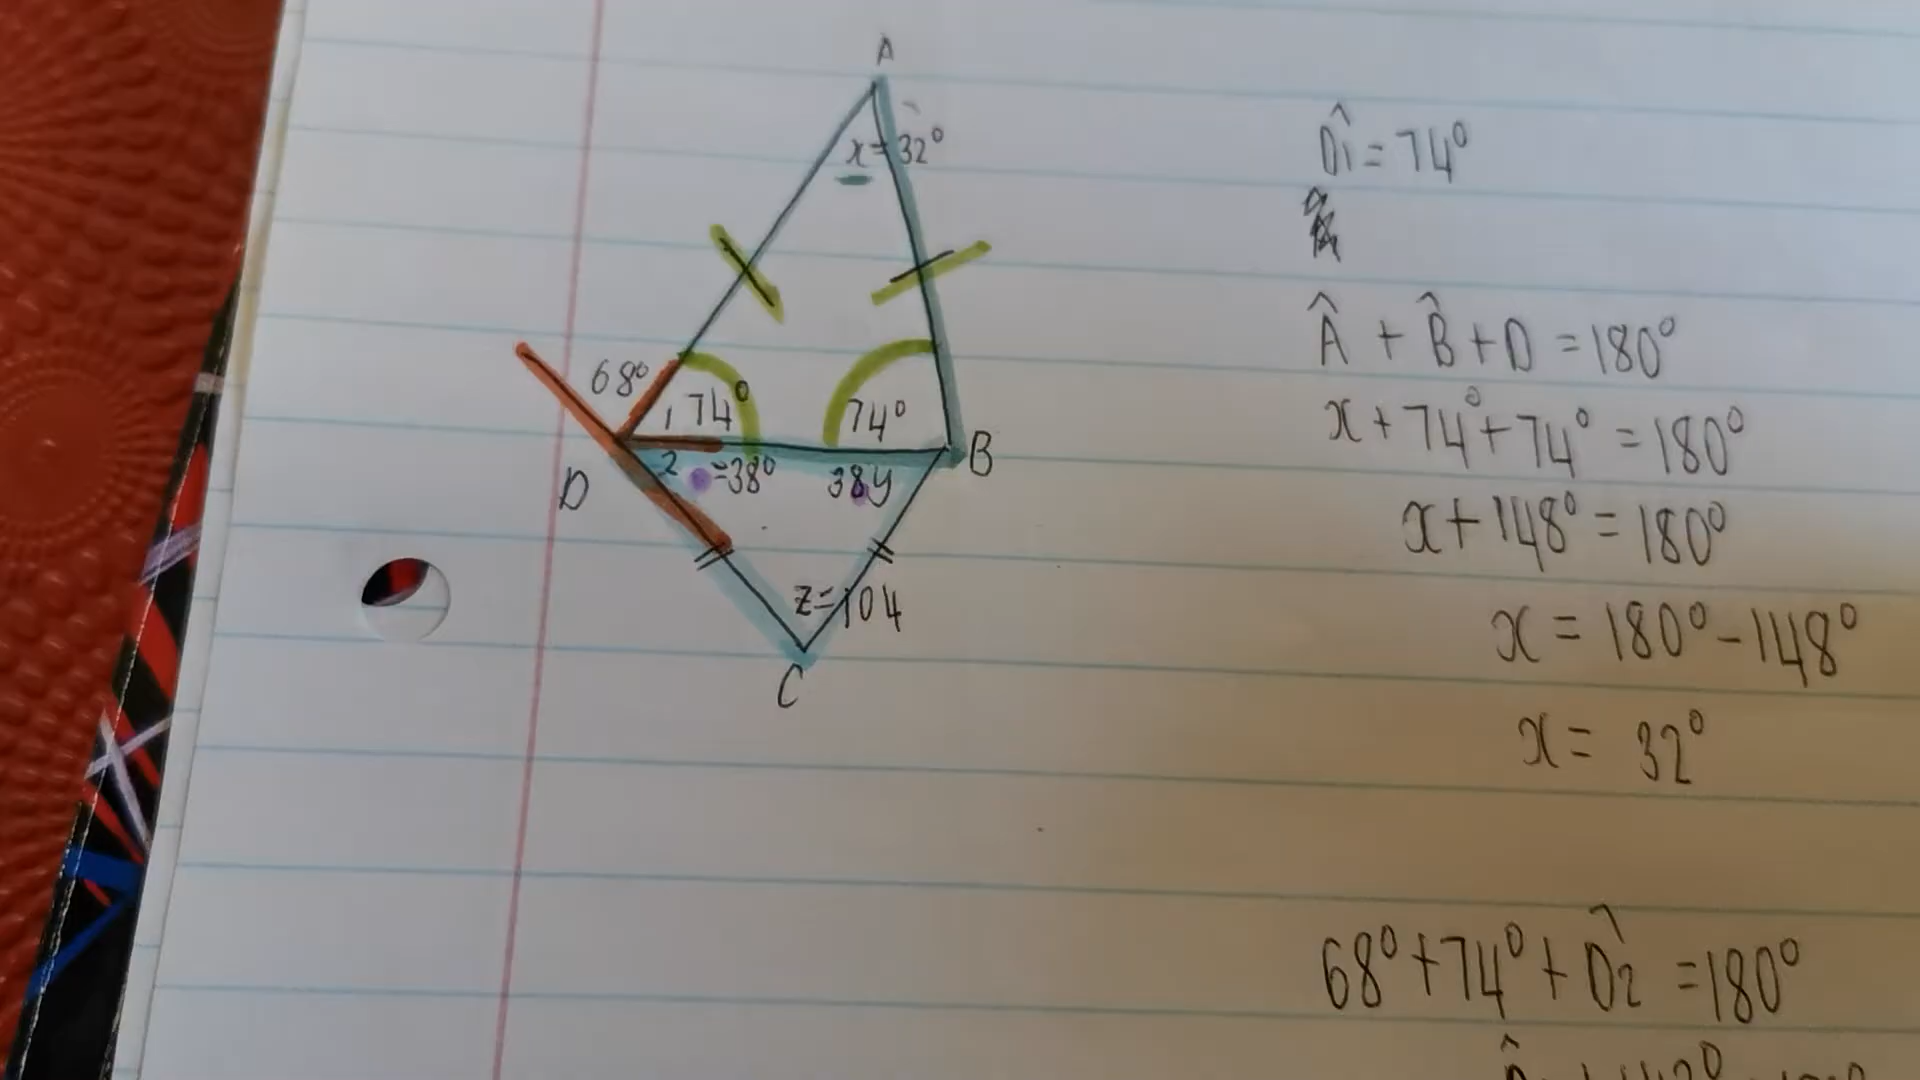 A
x=32°
68°
1 74°
74°
B
D
2 =38°
38y
z=104
C
D̂1 = 74°
Â + B̂ + D = 180°
x + 74° + 74° = 180°
x + 148° = 180°
x = 180° - 148°
x = 32°
68° + 74° + D̂2 = 180°